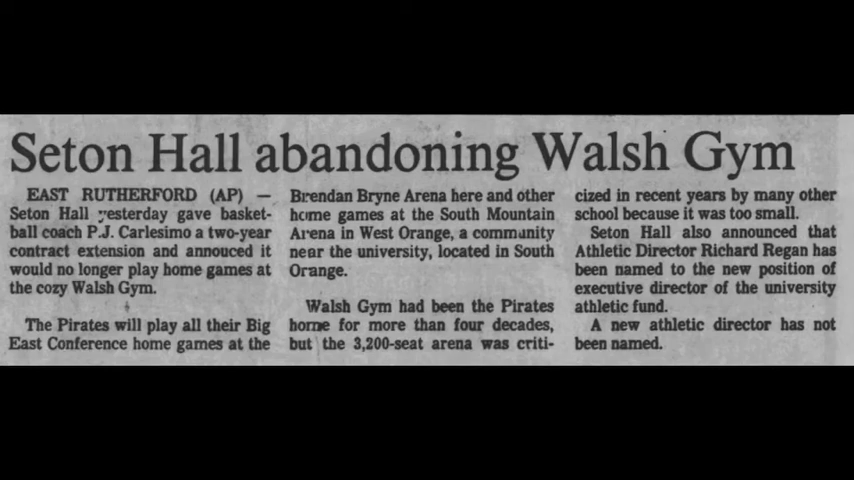 Seton Hall abandoning Walsh Gym
EAST RUTHERFORD (AP) —
Seton Hall yesterday gave basket-
ball coach P.J. Carlesimo a two-year
contract extension and annouced it
would no longer play home games at
the cozy Walsh Gym.
The Pirates will play all their Big
East Conference home games at the
Brendan Bryne Arena here and other
home games at the South Mountain
Arena in West Orange, a community
near the university, located in South
Orange.
Walsh Gym had been the Pirates
home for more than four decades,
but the 3,200-seat arena was criti-
cized in recent years by many other
school because it was too small.
Seton Hall also announced that
Athletic Director Richard Regan has
been named to the new position of
executive director of the university
athletic fund.
A new athletic director has not
been named.